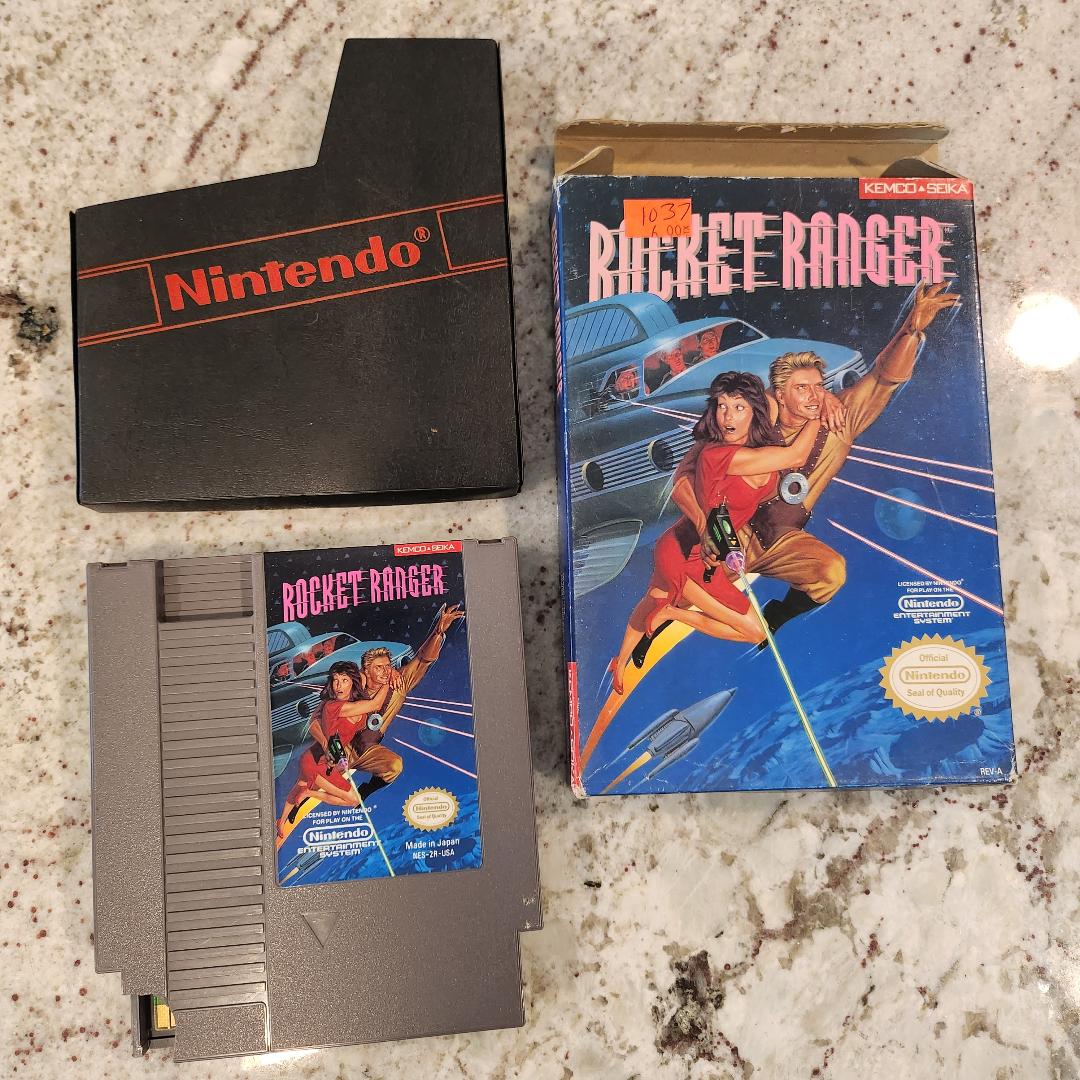 Nintendo®
KEMCO▲SEIKA
1037
6.00
ROCKET RANGER
LICENSED BY NINTENDO®
FOR PLAY ON THE
Nintendo
ENTERTAINMENT
SYSTEM
Official
Nintendo
Seal of Quality
®
REV-A
KEMCO▲SEIKA
ROCKET RANGER
LICENSED BY NINTENDO®
FOR PLAY ON THE
Nintendo
ENTERTAINMENT
SYSTEM
Official
Nintendo
Seal of Quality
Made in Japan
NES-2R-USA